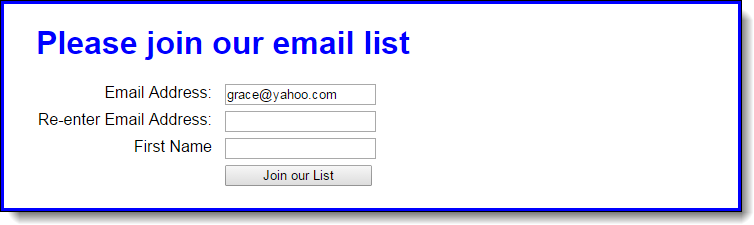 Please join our email list
Email Address: grace@yahoo.com
Re-enter Email Address:
First Name
Join our List